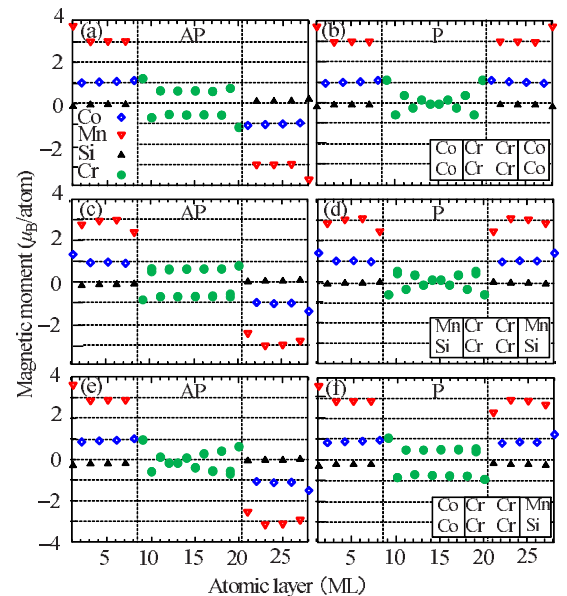 4
(a)
AP
(b)
P
2
0
Co
Mn
Si
Cr
Co Cr Cr Co
Co Cr Cr Co
−2
4
(c)
AP
(d)
P
2
0
Mn Cr Cr Mn
Si Cr Cr Si
−2
4
(e)
AP
(f)
P
2
0
Co Cr Cr Mn
Co Cr Cr Si
−2
−4
5 10 15 20 25 5 10 15 20 25
Atomic layer (ML)
Magnetic moment (μB/atom)